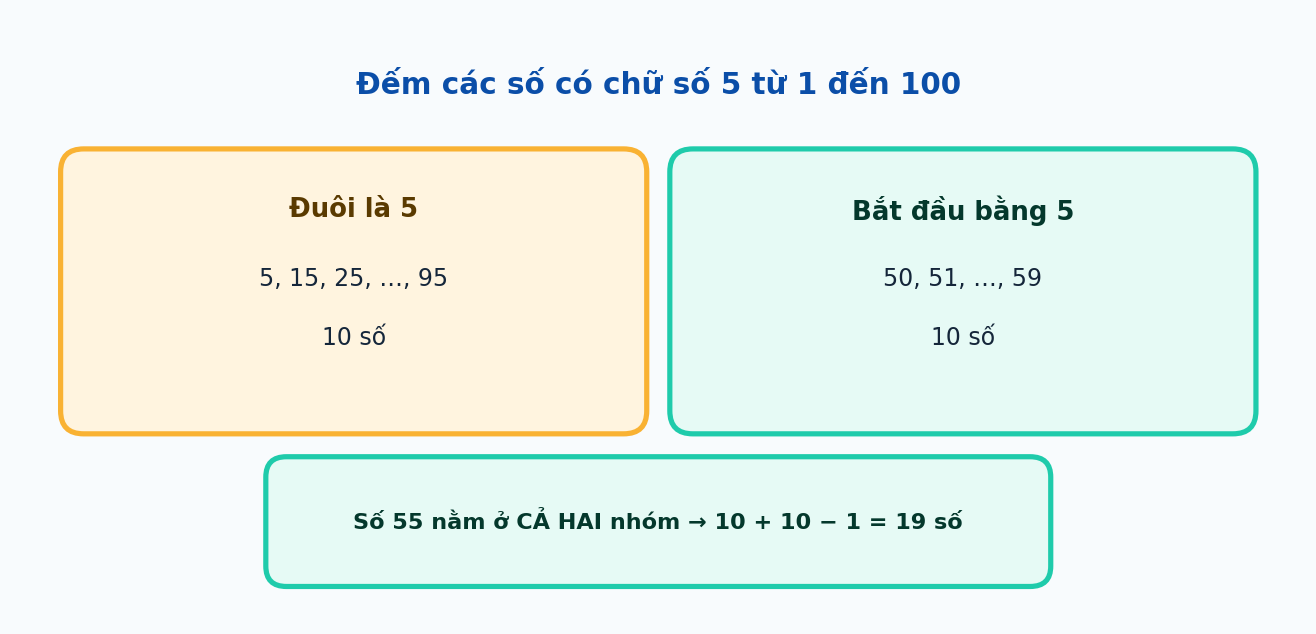 Đếm các số có chữ số 5 từ 1 đến 100
Đuôi là 5
5, 15, 25, …, 95
10 số
Bắt đầu bằng 5
50, 51, …, 59
10 số
Số 55 nằm ở CẢ HAI nhóm → 10 + 10 − 1 = 19 số